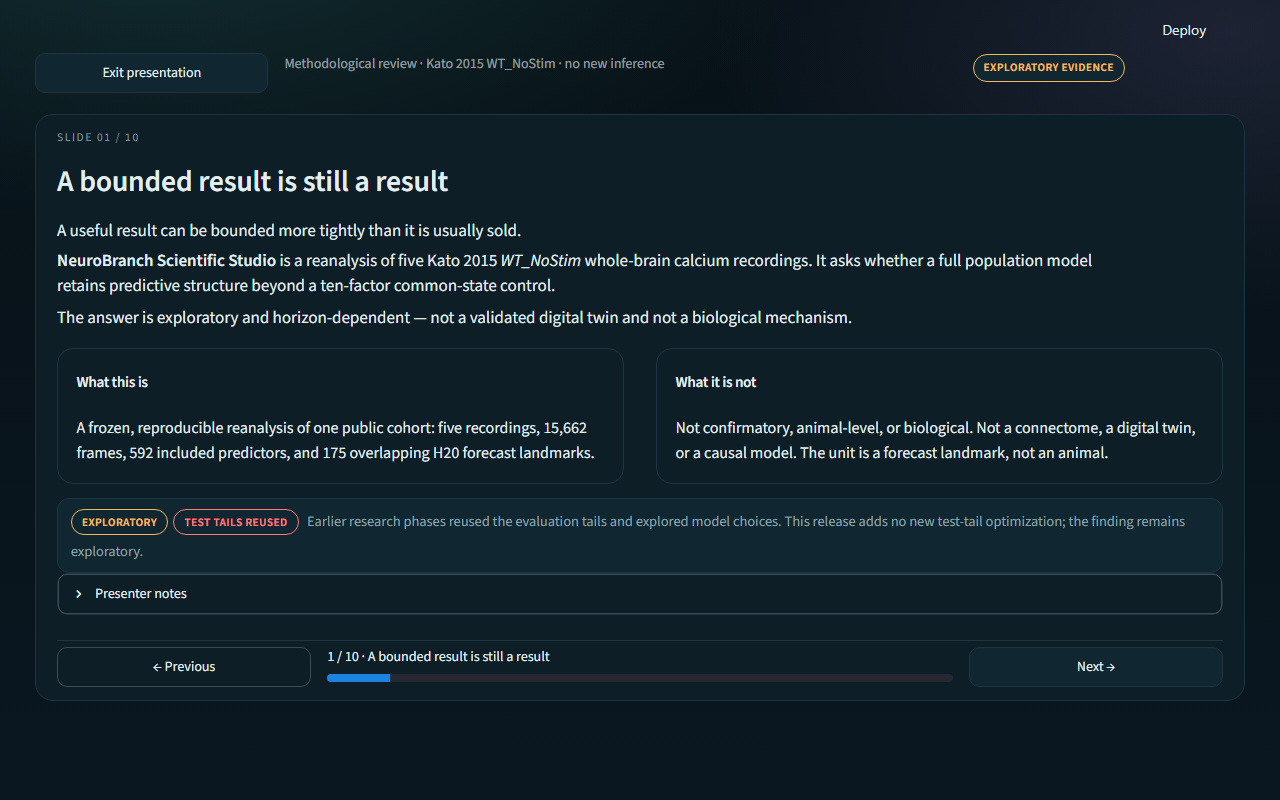 Deploy
Exit presentation
Methodological review · Kato 2015 WT_NoStim · no new inference
EXPLORATORY EVIDENCE
SLIDE 01 / 10
A bounded result is still a result
A useful result can be bounded more tightly than it is usually sold.
NeuroBranch Scientific Studio is a reanalysis of five Kato 2015 WT_NoStim whole-brain calcium recordings. It asks whether a full population model
retains predictive structure beyond a ten-factor common-state control.
The answer is exploratory and horizon-dependent — not a validated digital twin and not a biological mechanism.
What this is
A frozen, reproducible reanalysis of one public cohort: five recordings, 15,662
frames, 592 included predictors, and 175 overlapping H20 forecast landmarks.
What it is not
Not confirmatory, animal-level, or biological. Not a connectome, a digital twin,
or a causal model. The unit is a forecast landmark, not an animal.
EXPLORATORY TEST TAILS REUSED Earlier research phases reused the evaluation tails and explored model choices. This release adds no new test-tail optimization; the finding remains
exploratory.
Presenter notes
← Previous
1 / 10 · A bounded result is still a result
Next →